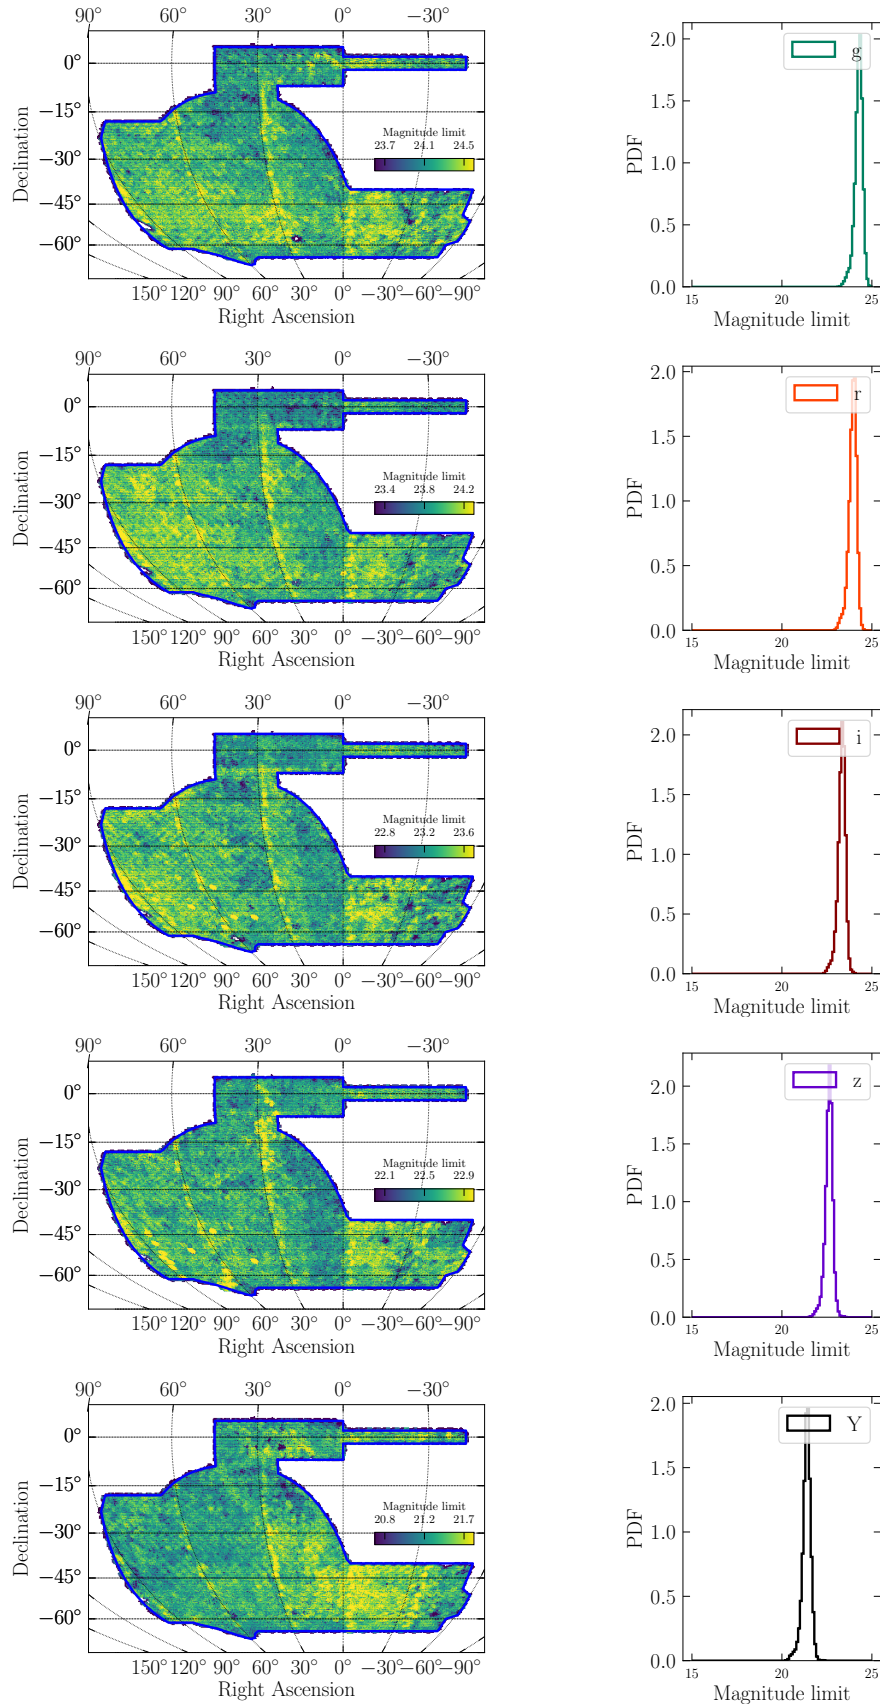 90° 60° 30° 0° −30°
0°
−15°
−30°
−45°
−60°
Declination
Magnitude limit
23.7 24.1 24.5
150° 120° 90° 60° 30° 0° −30° −60° −90°
Right Ascension
g
2.0
1.5
1.0
0.5
0.0
PDF
15 20 25
Magnitude limit
90° 60° 30° 0° −30°
0°
−15°
−30°
−45°
−60°
Declination
Magnitude limit
23.4 23.8 24.2
150° 120° 90° 60° 30° 0° −30° −60° −90°
Right Ascension
r
2.0
1.5
1.0
0.5
0.0
PDF
15 20 25
Magnitude limit
90° 60° 30° 0° −30°
0°
−15°
−30°
−45°
−60°
Declination
Magnitude limit
22.8 23.2 23.6
150° 120° 90° 60° 30° 0° −30° −60° −90°
Right Ascension
i
2.0
1.5
1.0
0.5
0.0
PDF
15 20 25
Magnitude limit
90° 60° 30° 0° −30°
0°
−15°
−30°
−45°
−60°
Declination
Magnitude limit
22.1 22.5 22.9
150° 120° 90° 60° 30° 0° −30° −60° −90°
Right Ascension
z
2.0
1.5
1.0
0.5
0.0
PDF
15 20 25
Magnitude limit
90° 60° 30° 0° −30°
0°
−15°
−30°
−45°
−60°
Declination
Magnitude limit
20.8 21.2 21.7
150° 120° 90° 60° 30° 0° −30° −60° −90°
Right Ascension
Y
2.0
1.5
1.0
0.5
0.0
PDF
15 20 25
Magnitude limit